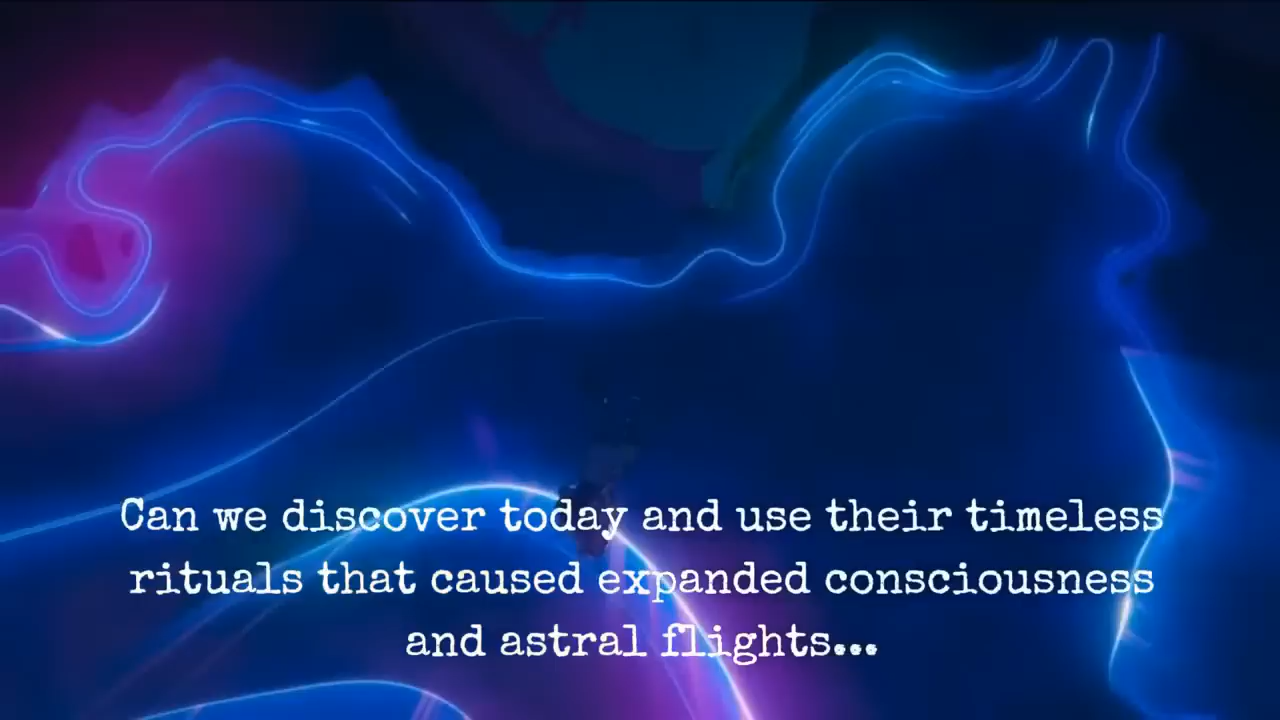 Can we discover today and use their timeless
rituals that caused expanded consciousness
and astral flights...